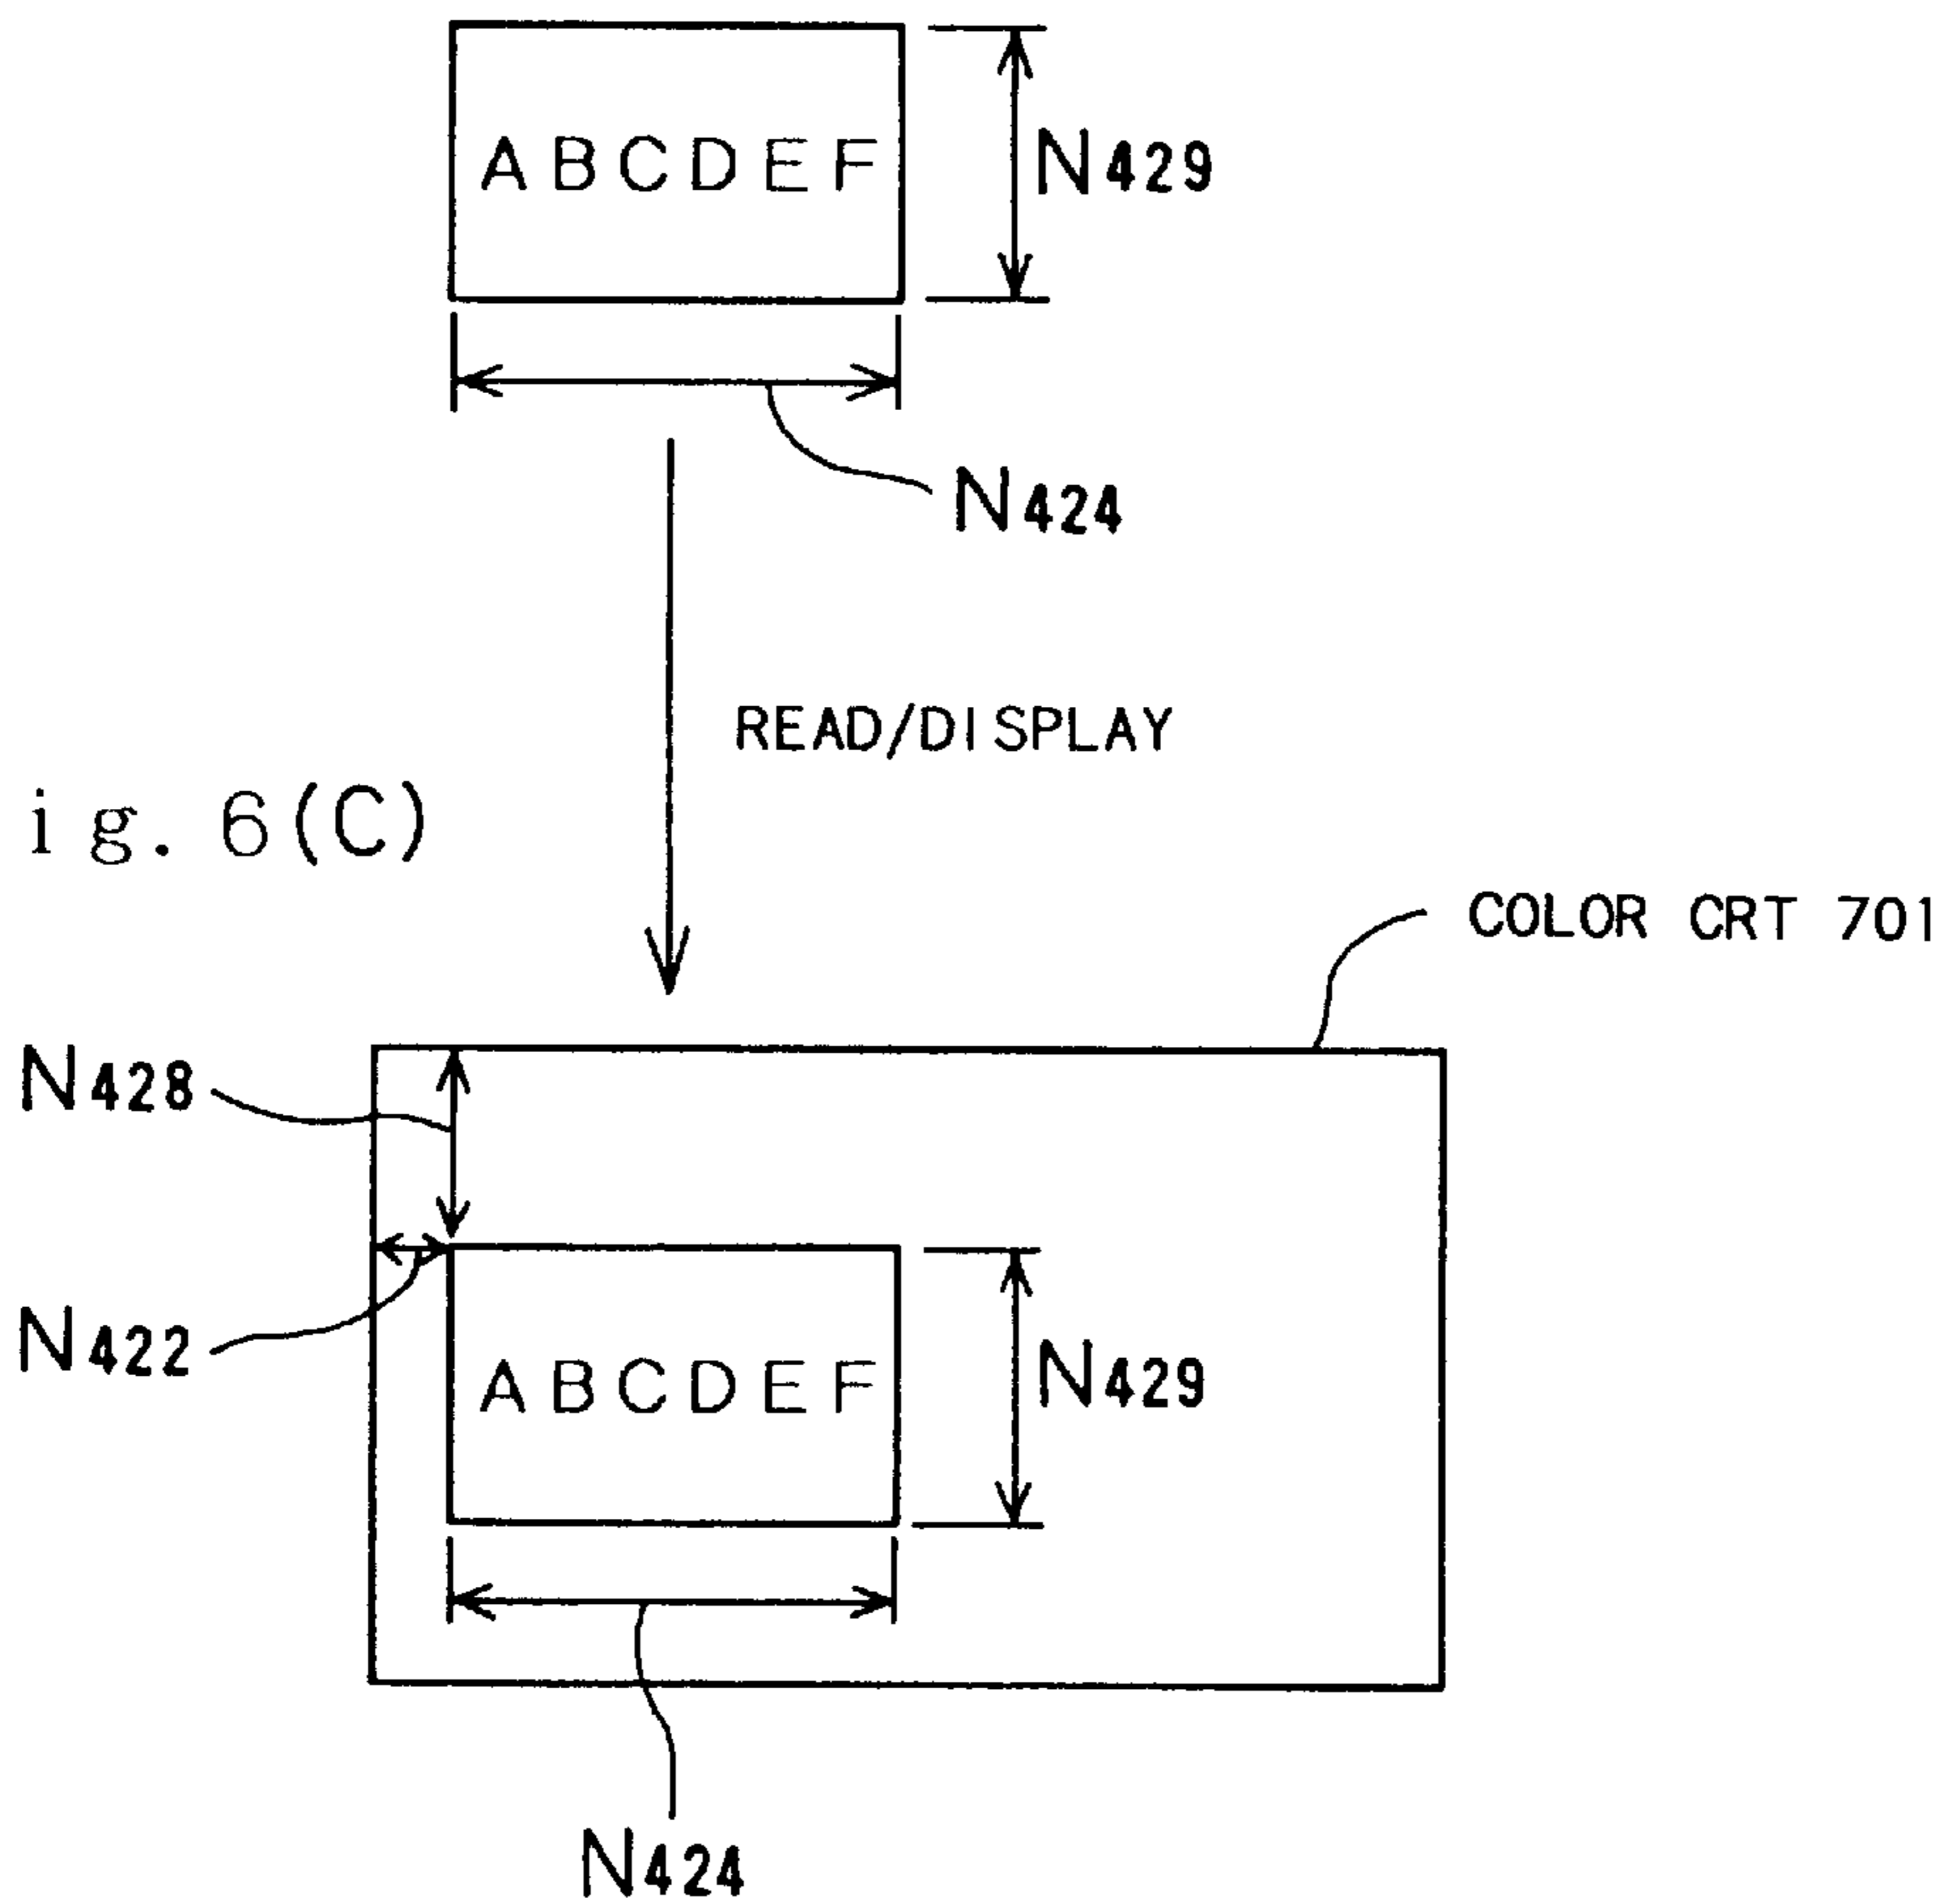 ABCDEF
N429
N424
READ/DISPLAY
ig. 6(C)
COLOR CRT 701
N428
N422
ABCDEF
N429
N424